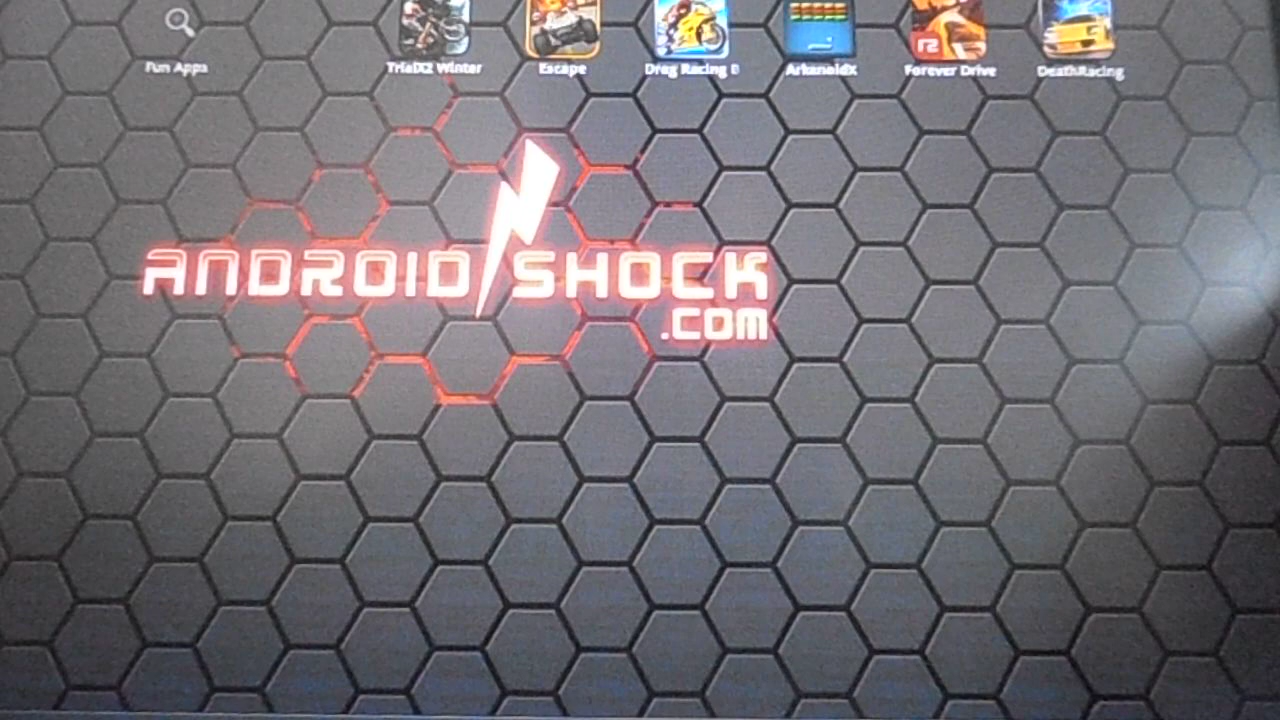 Fun Apps
TrialX2 Winter
Escape
Drag Racing
ArkanoidX
Forever Drive
DeathRacing
ANDROID SHOCK
.COM